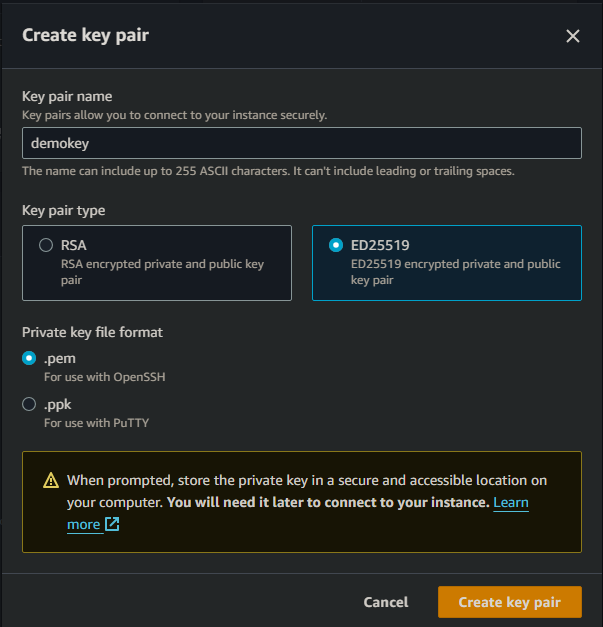 Create key pair
Key pair name
Key pairs allow you to connect to your instance securely.
demokey
The name can include up to 255 ASCII characters. It can't include leading or trailing spaces.
Key pair type
RSA
RSA encrypted private and public key
pair
ED25519
ED25519 encrypted private and public
key pair
Private key file format
.pem
For use with OpenSSH
.ppk
For use with PuTTY
When prompted, store the private key in a secure and accessible location on
your computer. You will need it later to connect to your instance. Learn
more
Cancel
Create key pair